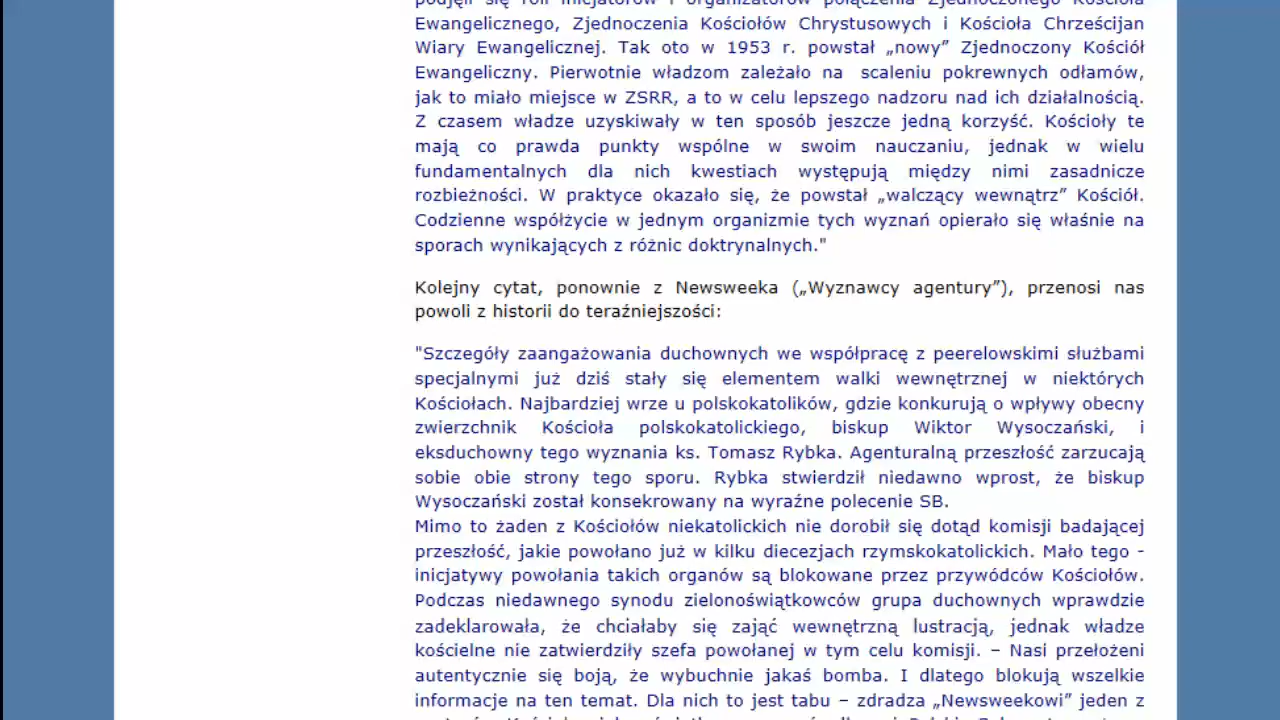 podjęli się roli inicjatorów i organizatorów połączenia Zjednoczonego Kościoła
Ewangelicznego, Zjednoczenia Kościołów Chrystusowych i Kościoła Chrześcijan
Wiary Ewangelicznej. Tak oto w 1953 r. powstał „nowy” Zjednoczony Kościół
Ewangeliczny. Pierwotnie władzom zależało na scaleniu pokrewnych odłamów,
jak to miało miejsce w ZSRR, a to w celu lepszego nadzoru nad ich działalnością.
Z czasem władze uzyskiwały w ten sposób jeszcze jedną korzyść. Kościoły te
mają co prawda punkty wspólne w swoim nauczaniu, jednak w wielu
fundamentalnych dla nich kwestiach występują między nimi zasadnicze
rozbieżności. W praktyce okazało się, że powstał „walczący wewnątrz” Kościół.
Codzienne współżycie w jednym organizmie tych wyznań opierało się właśnie na
sporach wynikających z różnic doktrynalnych."
Kolejny cytat, ponownie z Newsweeka („Wyznawcy agentury”), przenosi nas
powoli z historii do teraźniejszości:
"Szczegóły zaangażowania duchownych we współpracę z peerelowskimi służbami
specjalnymi już dziś stały się elementem walki wewnętrznej w niektórych
Kościołach. Najbardziej wrze u polskokatolików, gdzie konkurują o wpływy obecny
zwierzchnik Kościoła polskokatolickiego, biskup Wiktor Wysoczański, i
eksduchowny tego wyznania ks. Tomasz Rybka. Agenturalną przeszłość zarzucają
sobie obie strony tego sporu. Rybka stwierdził niedawno wprost, że biskup
Wysoczański został konsekrowany na wyraźne polecenie SB.
Mimo to żaden z Kościołów niekatolickich nie dorobił się dotąd komisji badającej
przeszłość, jakie powołano już w kilku diecezjach rzymskokatolickich. Mało tego -
inicjatywy powołania takich organów są blokowane przez przywódców Kościołów.
Podczas niedawnego synodu zielonoświątkowców grupa duchownych wprawdzie
zadeklarowała, że chciałaby się zająć wewnętrzną lustracją, jednak władze
kościelne nie zatwierdziły szefa powołanej w tym celu komisji. – Nasi przełożeni
autentycznie się boją, że wybuchnie jakaś bomba. I dlatego blokują wszelkie
informacje na ten temat. Dla nich to jest tabu – zdradza „Newsweekowi” jeden z